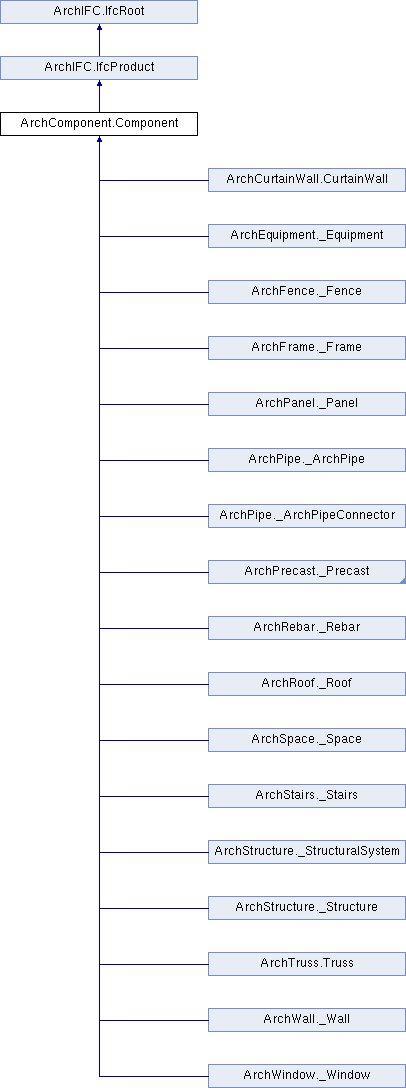 ArchIFC.IfcRoot
ArchIFC.IfcProduct
ArchComponent.Component
ArchCurtainWall.CurtainWall
ArchEquipment._Equipment
ArchFence._Fence
ArchFrame._Frame
ArchPanel._Panel
ArchPipe._ArchPipe
ArchPipe._ArchPipeConnector
ArchPrecast._Precast
ArchRebar._Rebar
ArchRoof._Roof
ArchSpace._Space
ArchStairs._Stairs
ArchStructure._StructuralSystem
ArchStructure._Structure
ArchTruss.Truss
ArchWall._Wall
ArchWindow._Window